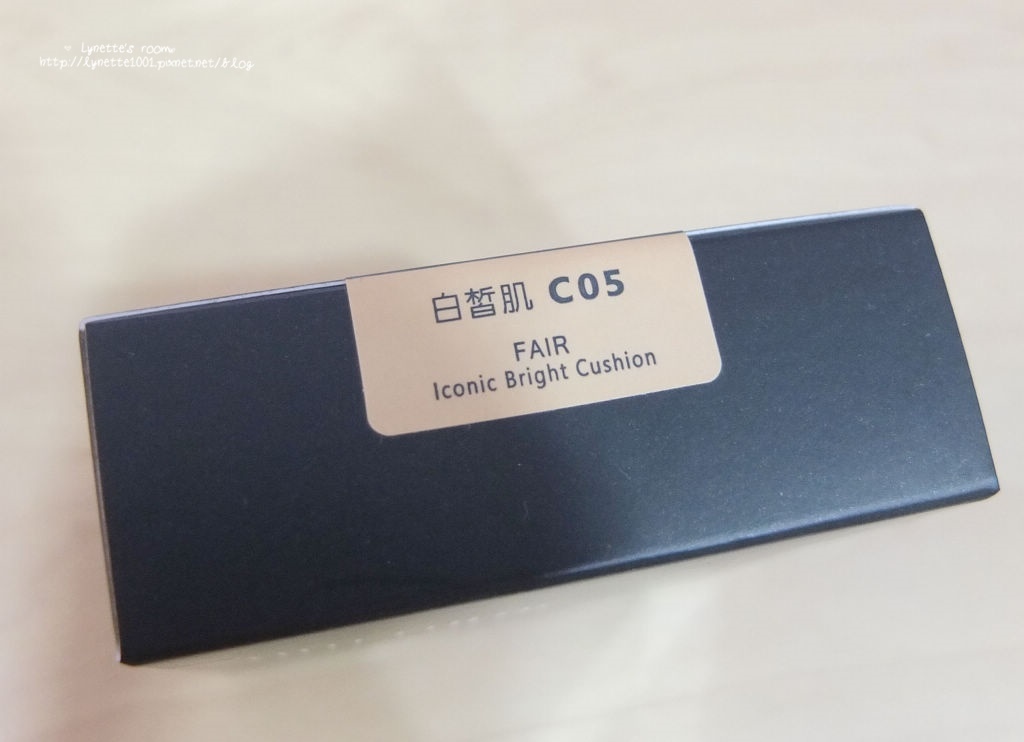 Lynette's room
http://lynette1001.pixnet.net/blog
白皙肌 C05
FAIR
Iconic Bright Cushion